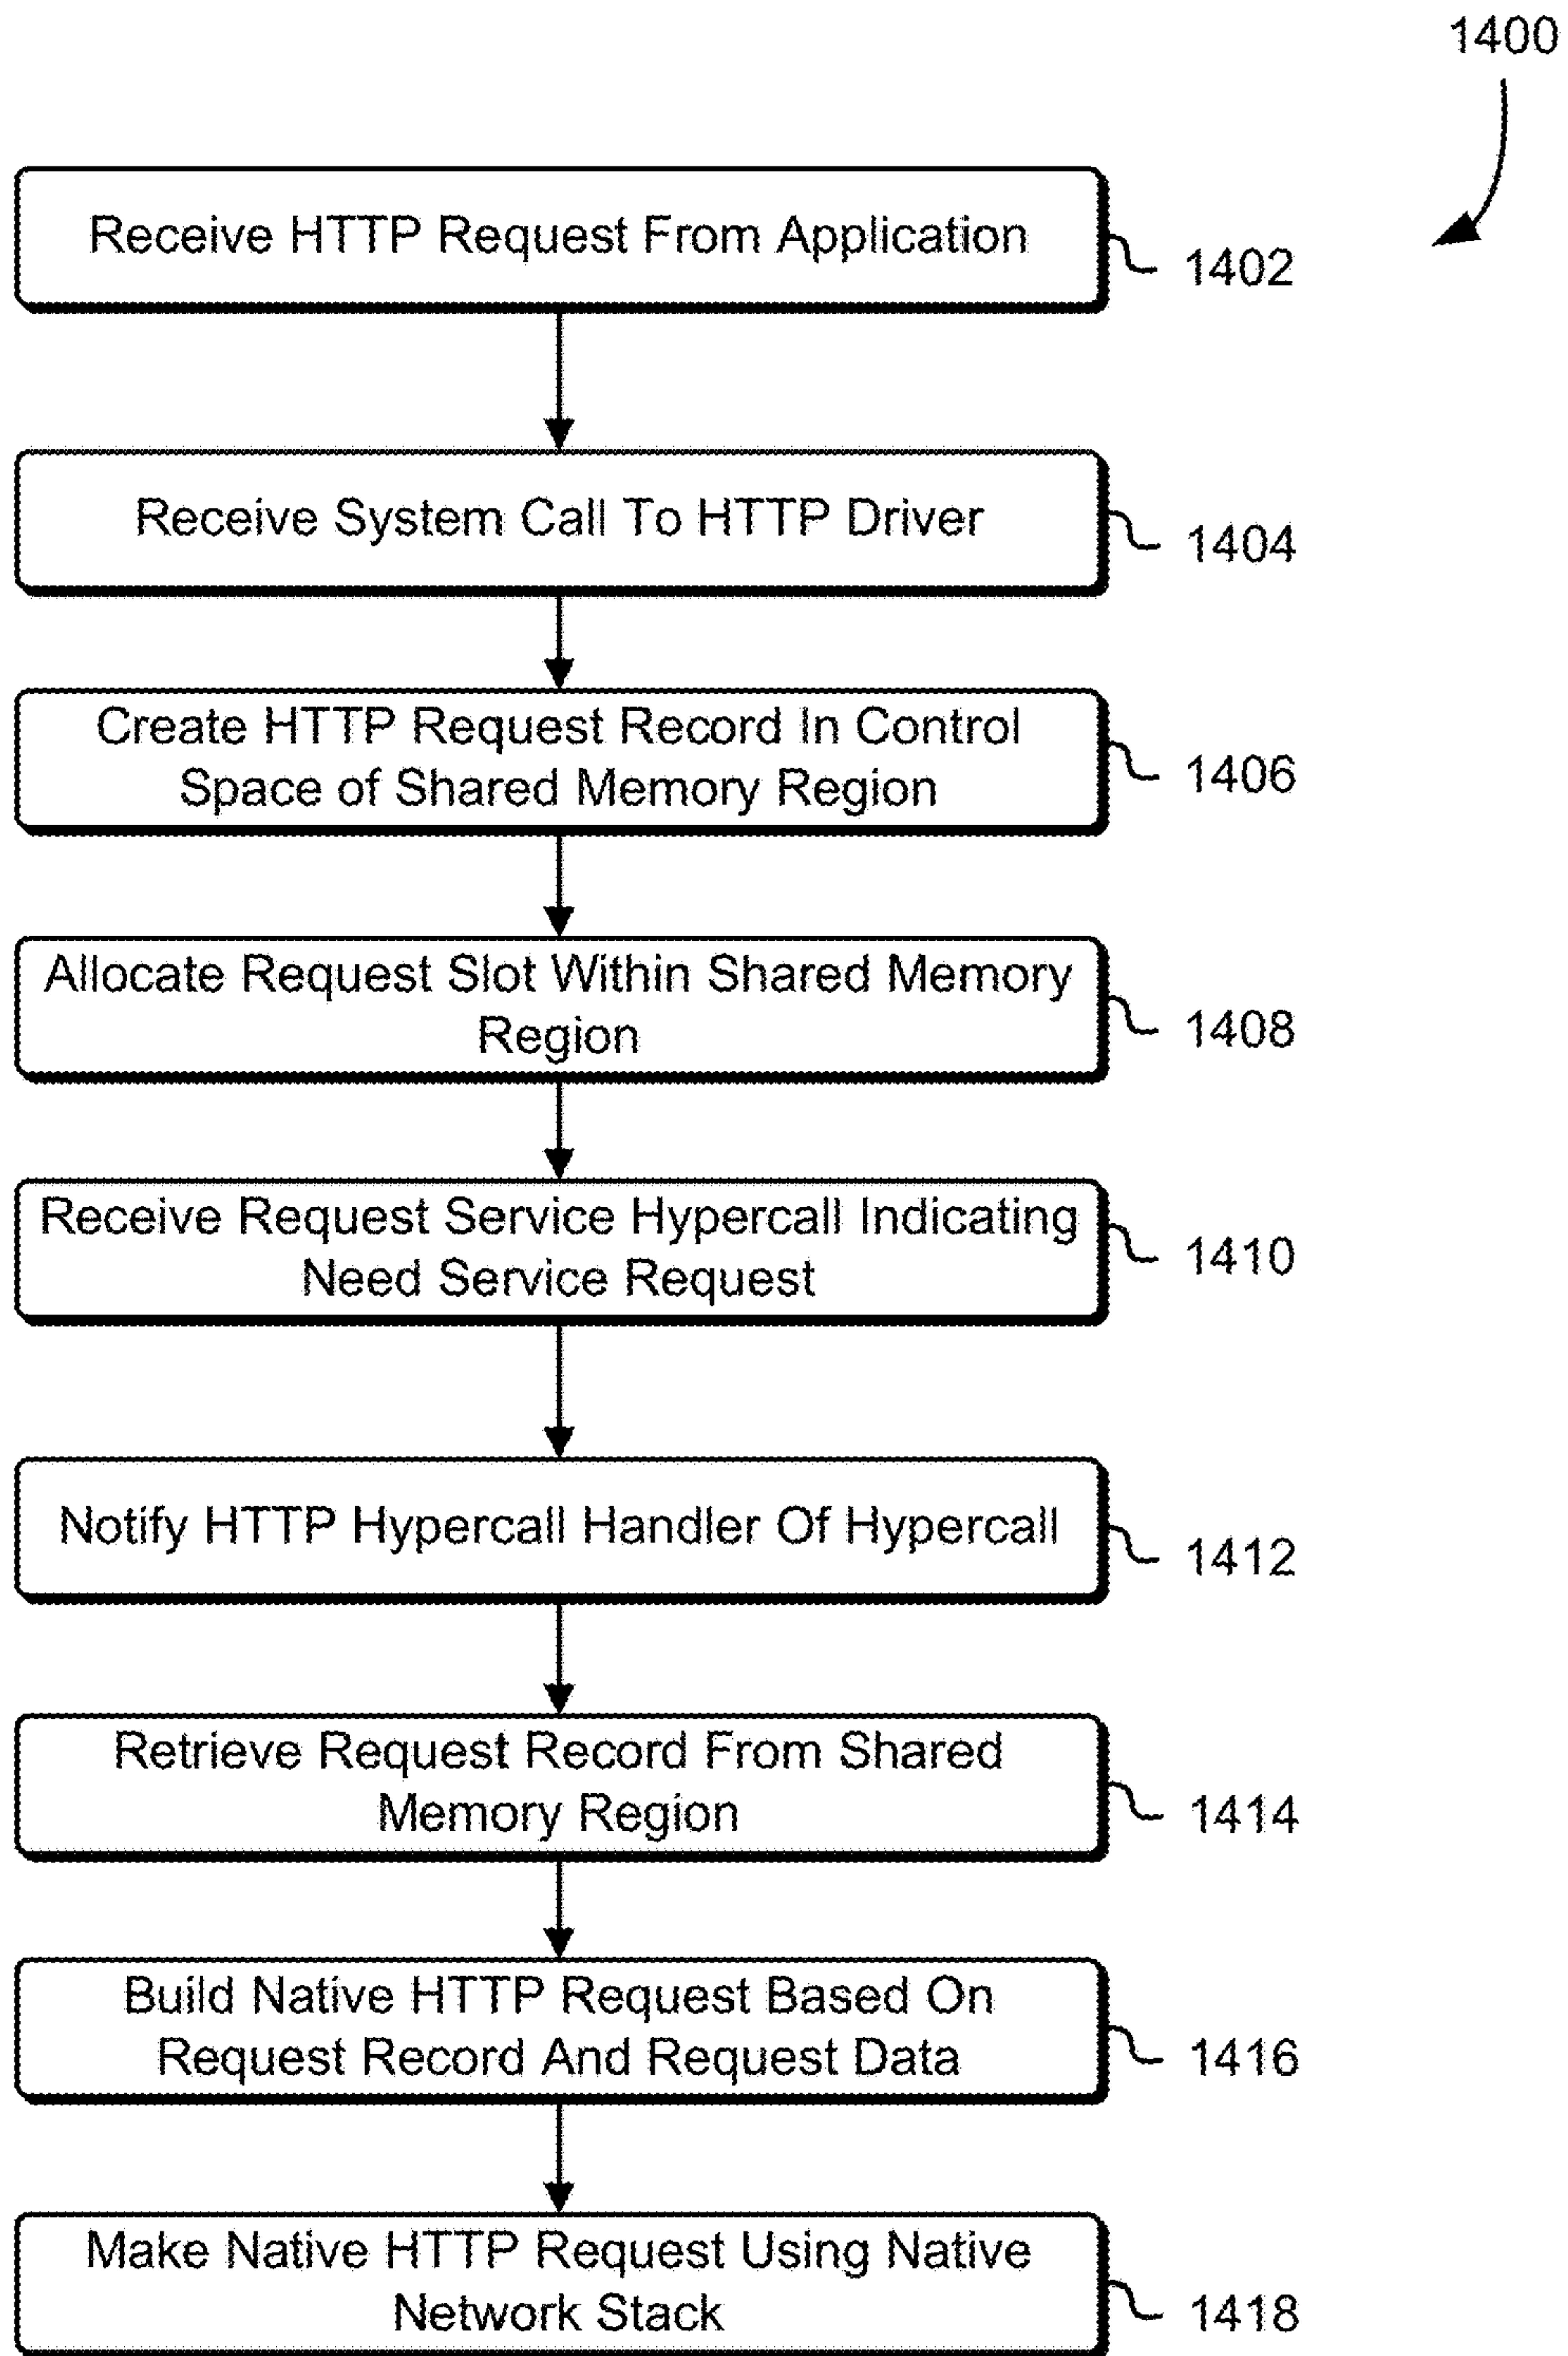 1400
Receive HTTP Request From Application
1402
Receive System Call To HTTP Driver
1404
Create HTTP Request Record In Control
Space of Shared Memory Region
1406
Allocate Request Slot Within Shared Memory
Region
1408
Receive Request Service Hypercall Indicating
Need Service Request
1410
Notify HTTP Hypercall Handler Of Hypercall
1412
Retrieve Request Record From Shared
Memory Region
1414
Build Native HTTP Request Based On
Request Record And Request Data
1416
Make Native HTTP Request Using Native
Network Stack
1418